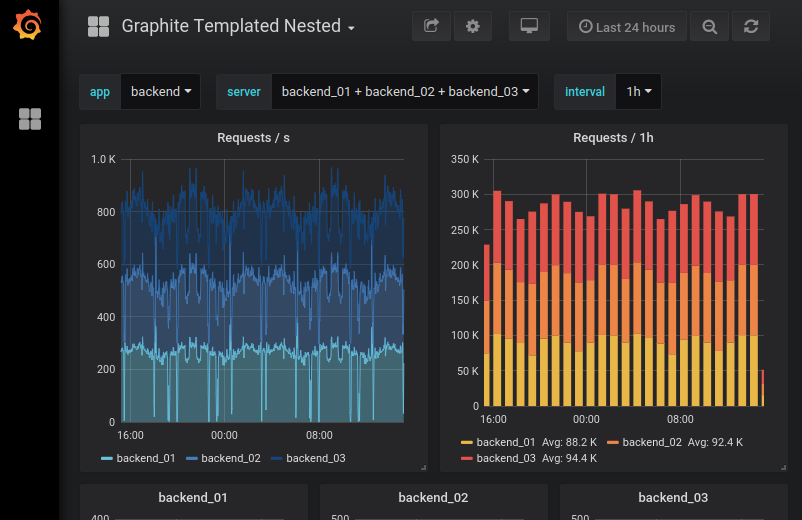 Graphite Templated Nested
Last 24 hours
app backend server backend_01 + backend_02 + backend_03 interval 1h
Requests / s
1.0 K
800
600
400
200
0
16:00 00:00 08:00
backend_01 backend_02 backend_03
Requests / 1h
350 K
300 K
250 K
200 K
150 K
100 K
50 K
0
16:00 00:00 08:00
backend_01 Avg: 88.2 K backend_02 Avg: 92.4 K
backend_03 Avg: 94.4 K
backend_01
400
backend_02
500
backend_03
500